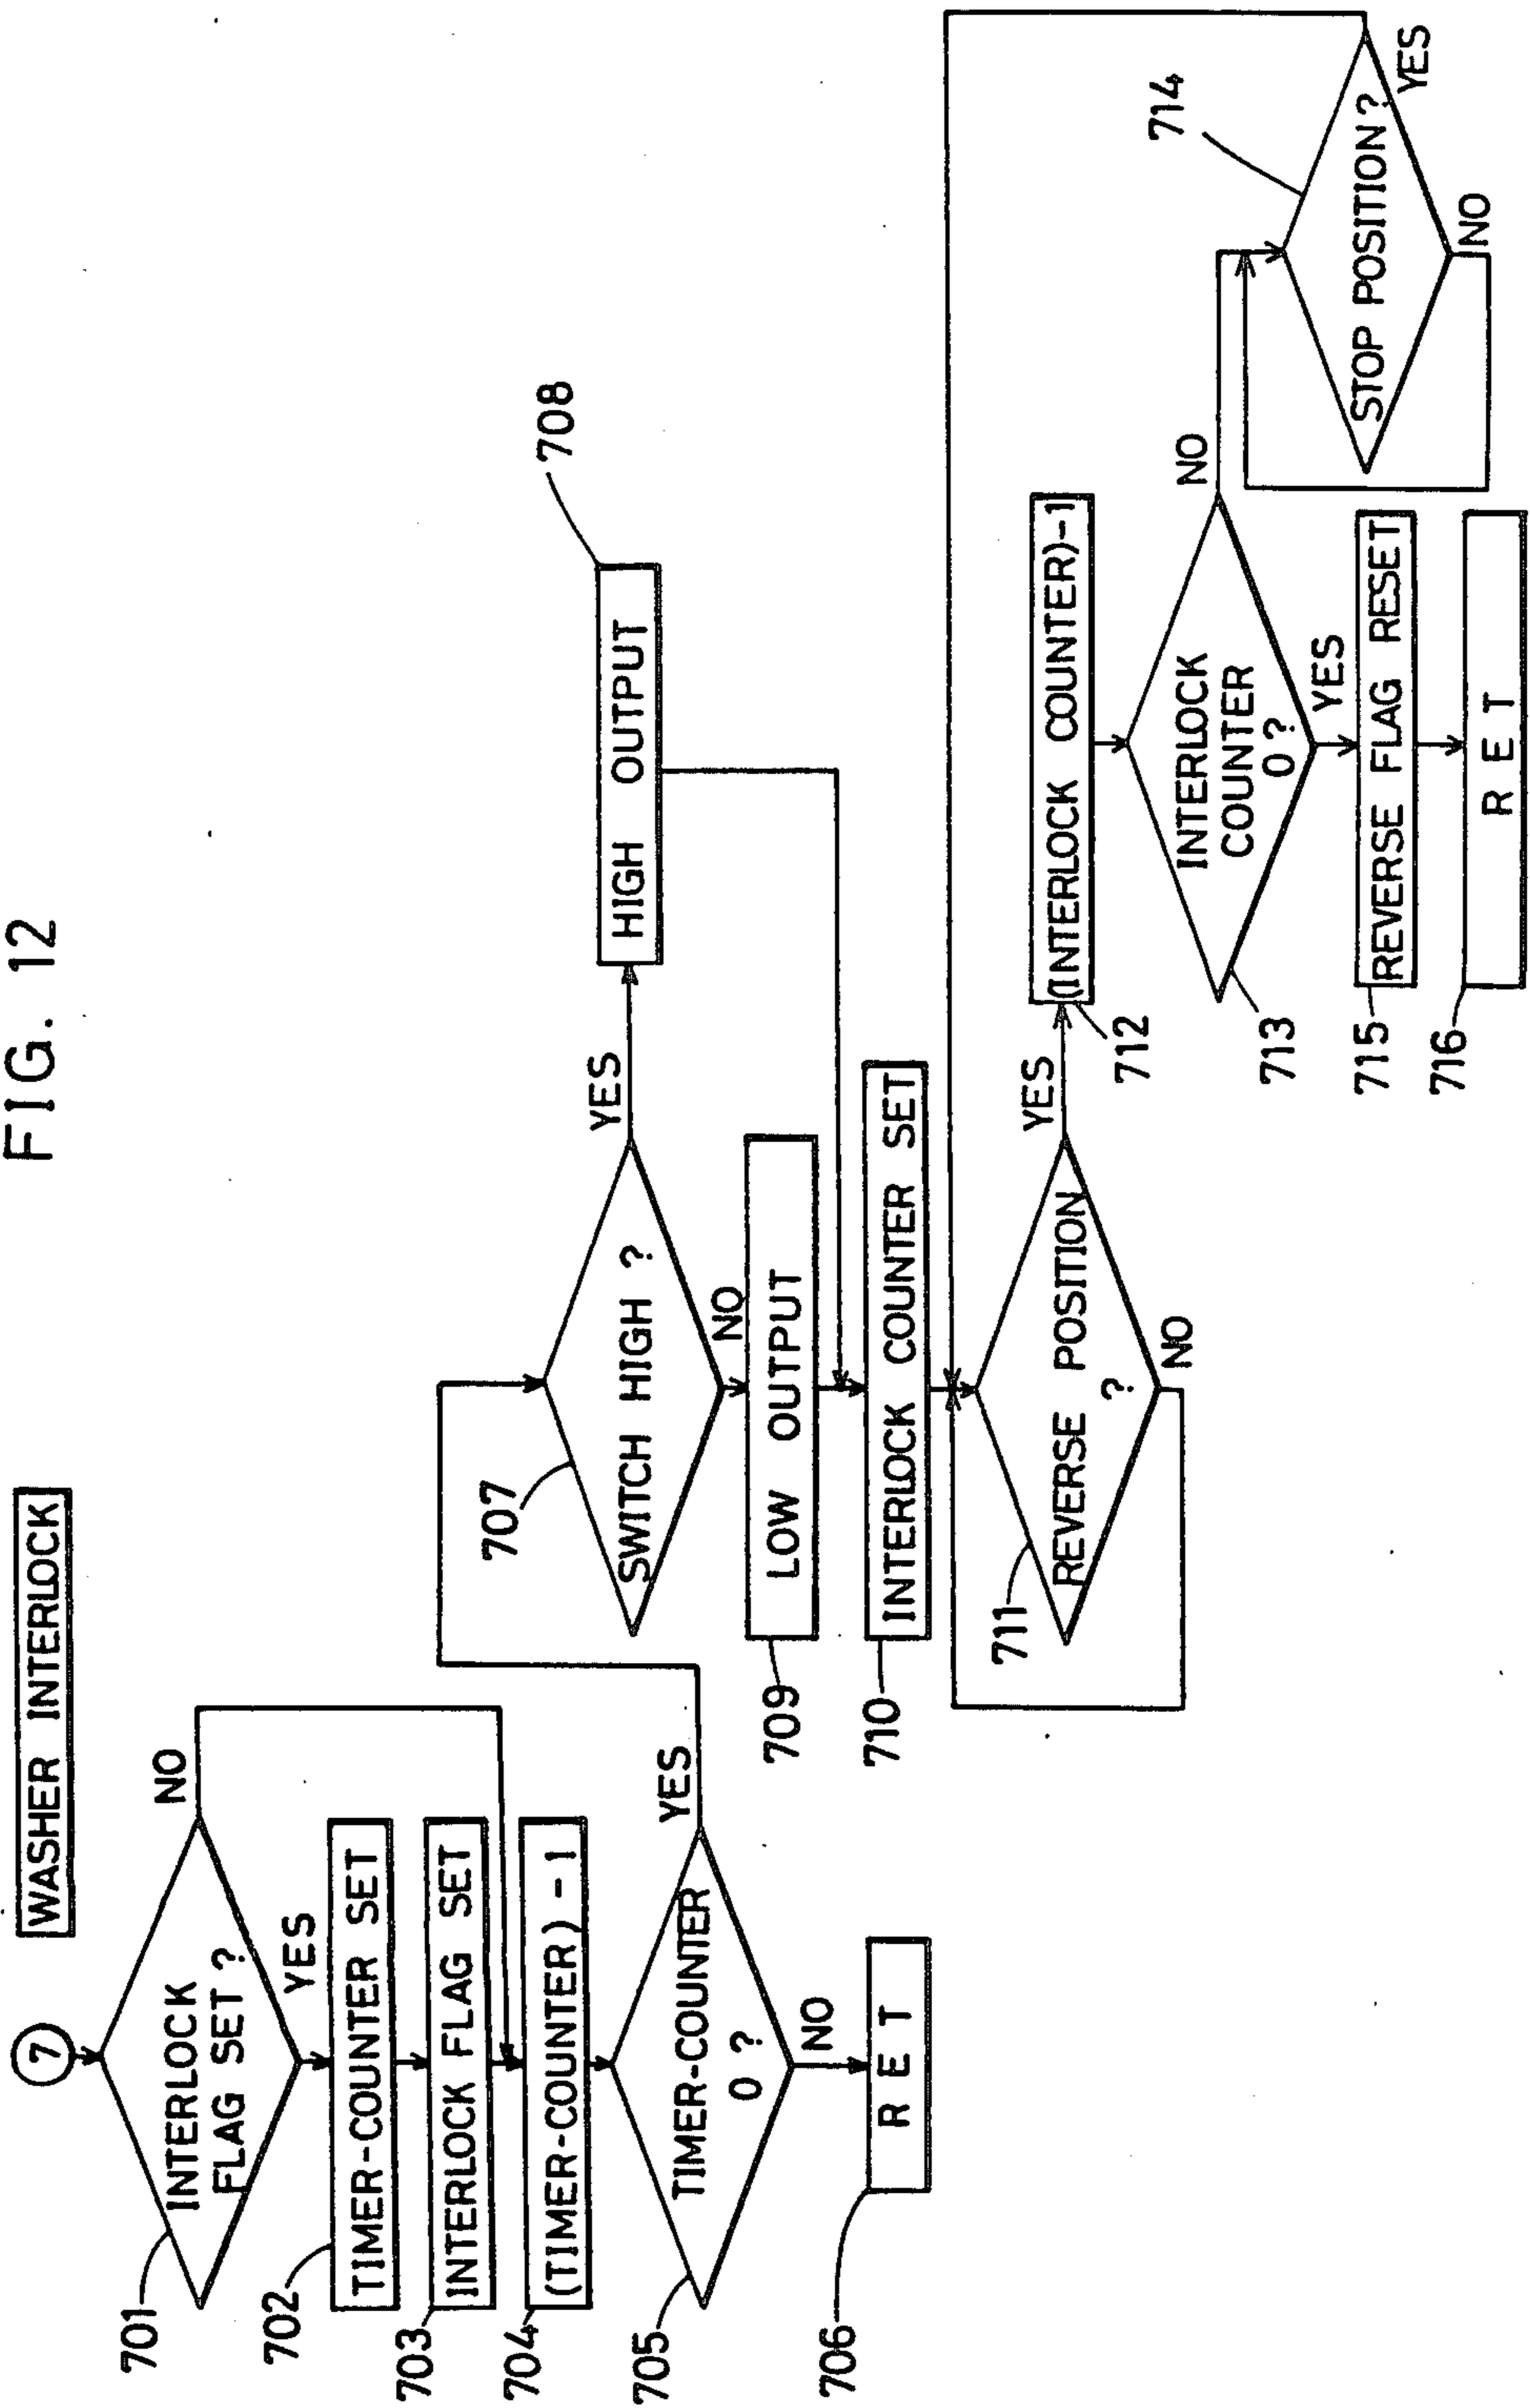 FIG. 12
WASHER INTERLOCK
7
701
INTERLOCK
FLAG SET ?
NO
YES
702
TIMER-COUNTER SET
703
INTERLOCK FLAG SET
704
(TIMER-COUNTER) - 1
705
TIMER-COUNTER
0 ?
YES
NO
706
RET
707
SWITCH HIGH ?
YES
NO
708
HIGH OUTPUT
709
LOW OUTPUT
710
INTERLOCK COUNTER SET
711
REVERSE POSITION
?
YES
NO
712
(INTERLOCK COUNTER)-1
713
INTERLOCK
COUNTER
0 ?
NO
YES
714
STOP POSITION ?
YES
NO
715
REVERSE FLAG RESET
716
RET